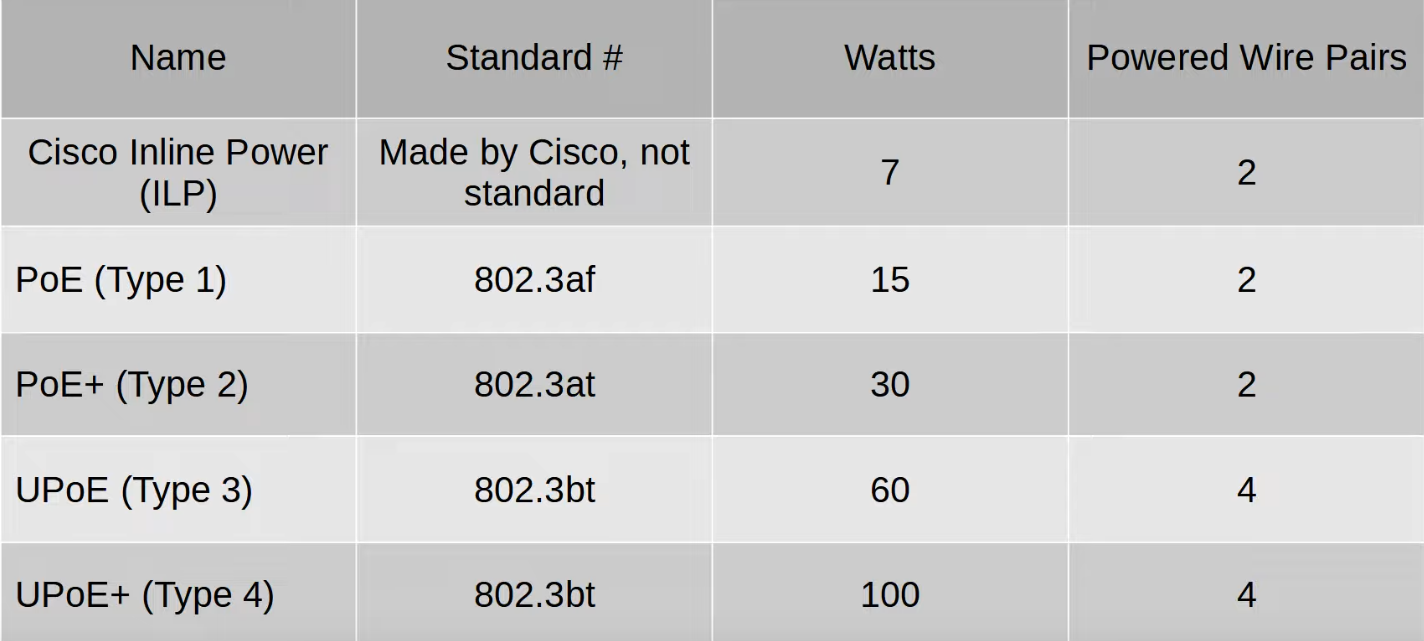 Name Standard # Watts Powered Wire Pairs
Cisco Inline Power (ILP) Made by Cisco, not standard 7 2
PoE (Type 1) 802.3af 15 2
PoE+ (Type 2) 802.3at 30 2
UPoE (Type 3) 802.3bt 60 4
UPoE+ (Type 4) 802.3bt 100 4